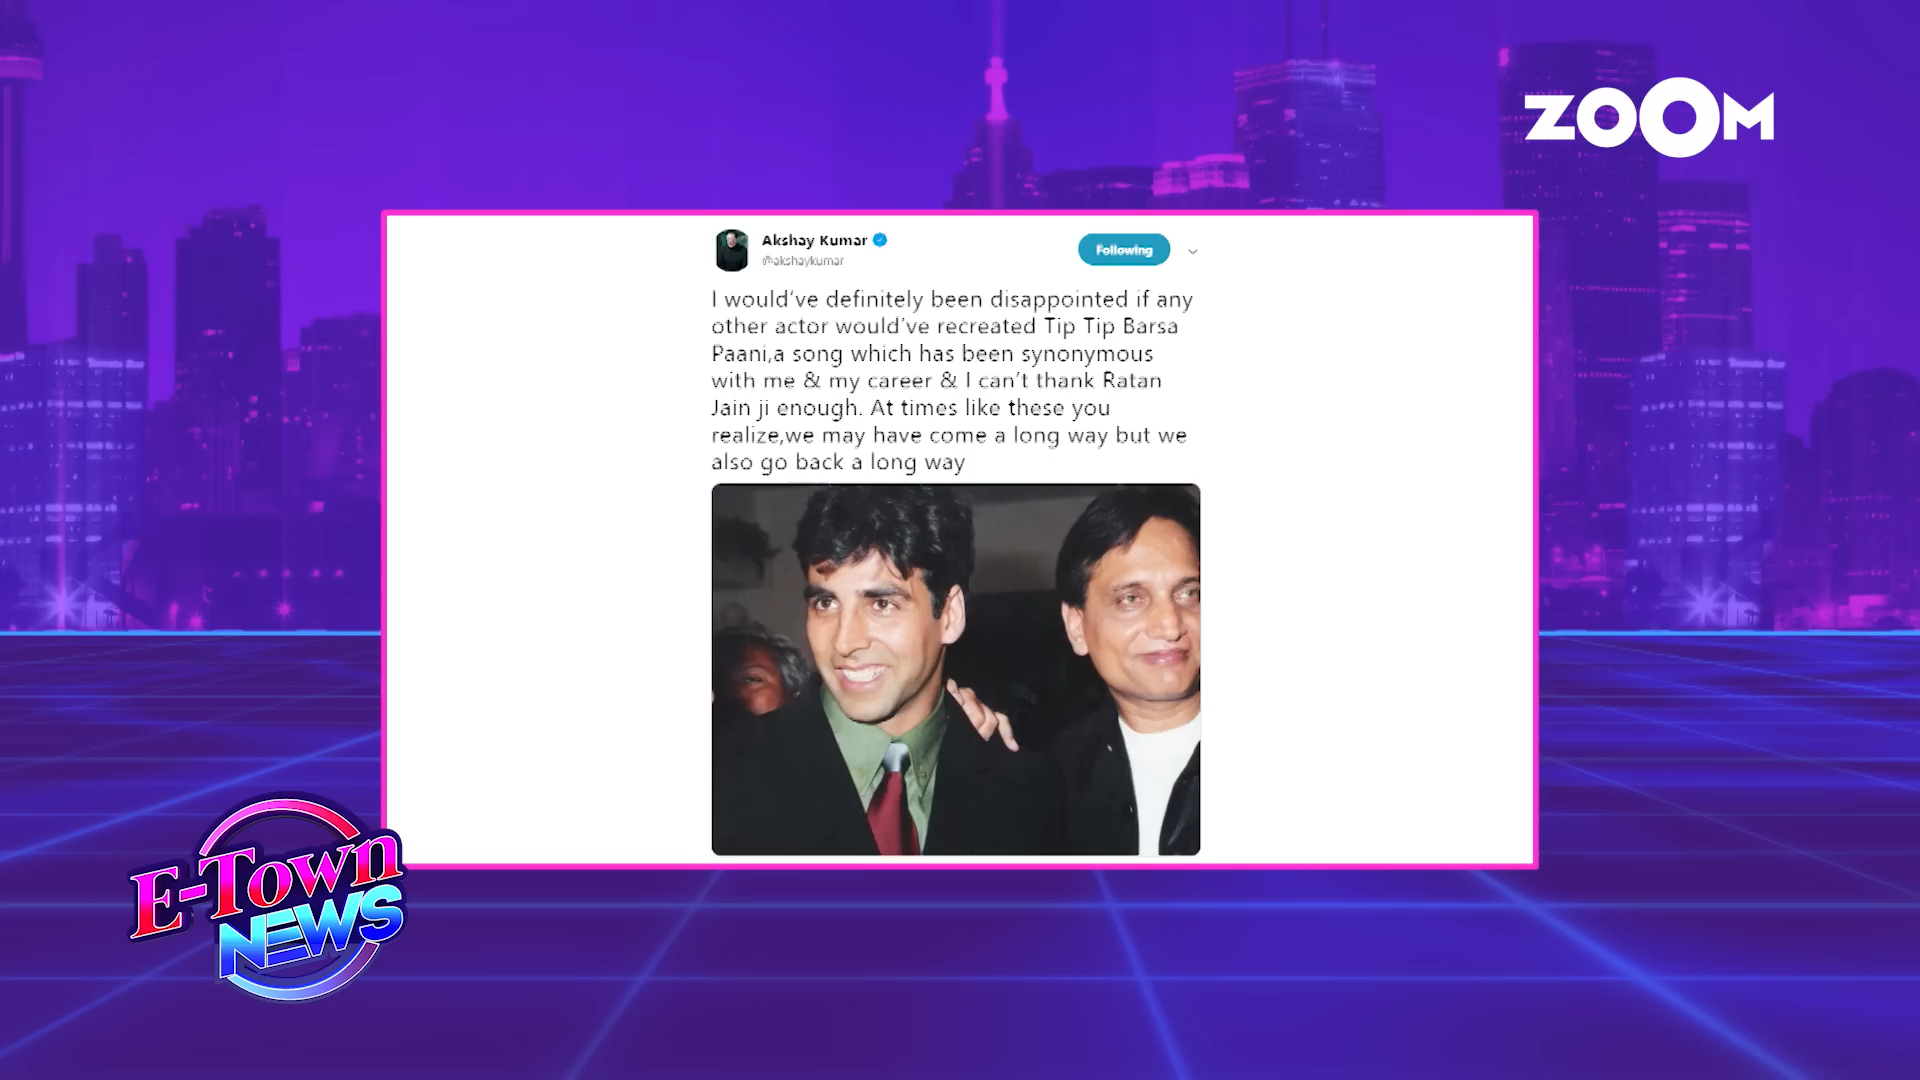 ZOOM
Akshay Kumar
@akshaykumar
Following
I would've definitely been disappointed if any
other actor would've recreated Tip Tip Barsa
Paani,a song which has been synonymous
with me & my career & I can't thank Ratan
Jain ji enough. At times like these you
realize,we may have come a long way but we
also go back a long way
E-Town
NEWS